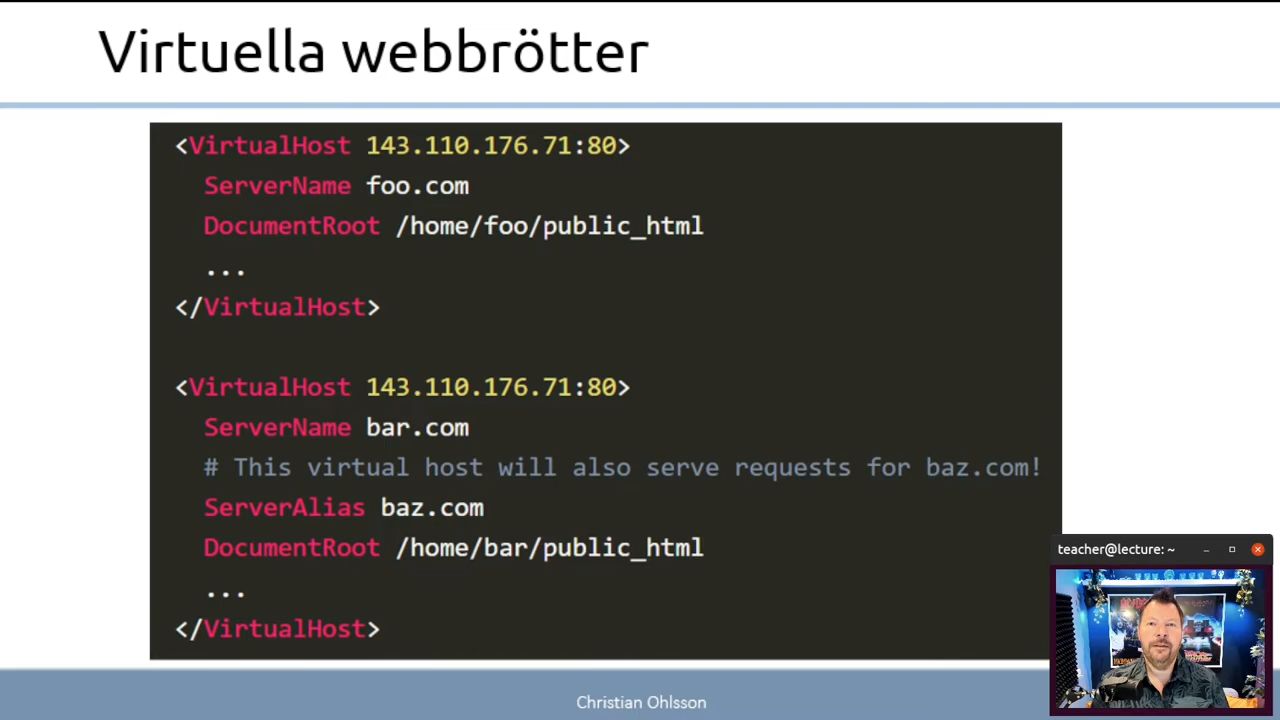 Virtuella webbrötter
<VirtualHost 143.110.176.71:80>
ServerName foo.com
DocumentRoot /home/foo/public_html
...
</VirtualHost>
<VirtualHost 143.110.176.71:80>
ServerName bar.com
# This virtual host will also serve requests for baz.com!
ServerAlias baz.com
DocumentRoot /home/bar/public_html
...
</VirtualHost>
teacher@lecture: ~
Christian Ohlsson